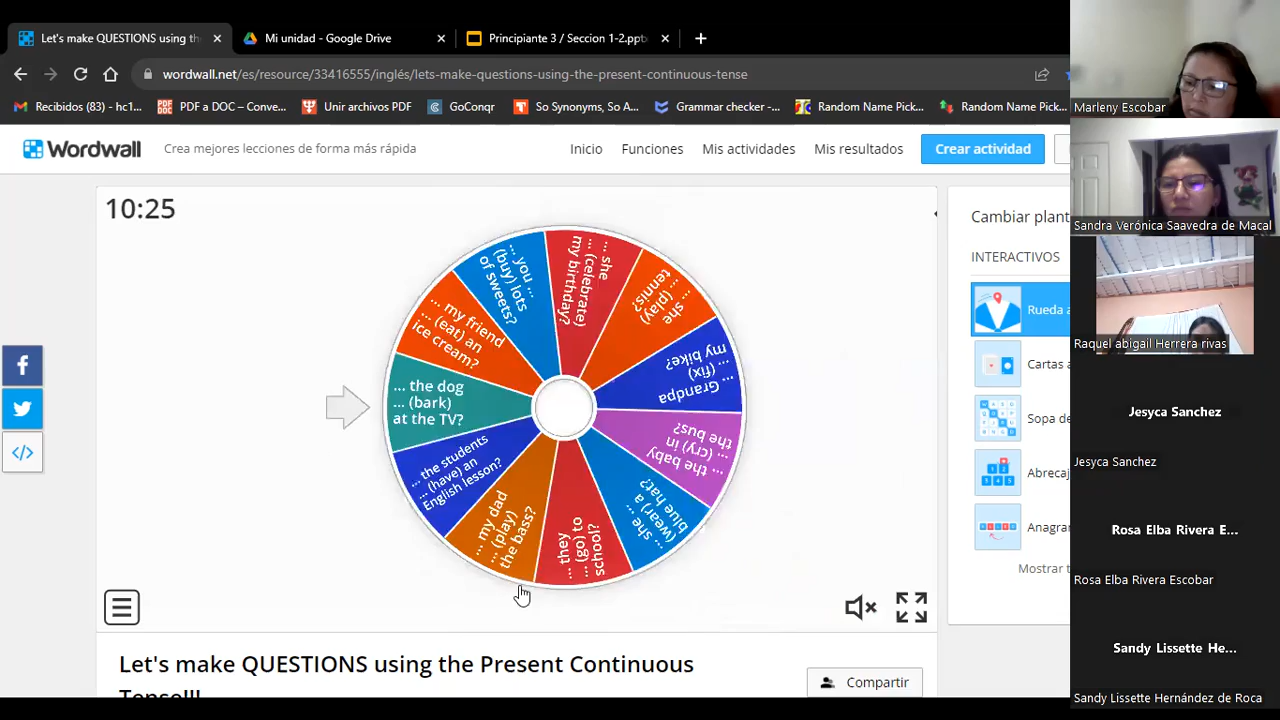 Let's make QUESTIONS using th
Mi unidad - Google Drive
Principiante 3 / Seccion 1-2.ppt
wordwall.net/es/resource/33416555/inglés/lets-make-questions-using-the-present-continuous-tense
Recibidos (83) - hc1...
PDF a DOC – Conve...
Unir archivos PDF
GoConqr
So Synonyms, So A...
Grammar checker -...
Random Name Pick...
Random Name Pick...
Wordwall
Crea mejores lecciones de forma más rápida
Inicio
Funciones
Mis actividades
Mis resultados
Crear actividad
10:25
... you ...
(buy) lots
of sweets?
... she
... (celebrate)
my birthday?
... she
... (play)
tennis?
... Grandpa
... (fix)
my bike?
... the baby
... (cry) in
the bus?
... she ...
(wear) a
blue hat?
... they
... (go) to
school?
... my dad
... (play)
the bass?
... the students
... (have) an
English lesson?
... the dog
... (bark)
at the TV?
... my friend
... (eat) an
ice cream?
Cambiar plant
INTERACTIVOS
Rueda a
Cartas a
Sopa de
Abrecaj
Anagra
Mostrar
Let's make QUESTIONS using the Present Continuous
Tense!!!
Compartir
Marleny Escobar
Sandra Verónica Saavedra de Macal
Raquel abigail Herrera rivas
Jesyca Sanchez
Jesyca Sanchez
Rosa Elba Rivera E...
Rosa Elba Rivera Escobar
Sandy Lissette He...
Sandy Lissette Hernández de Roca